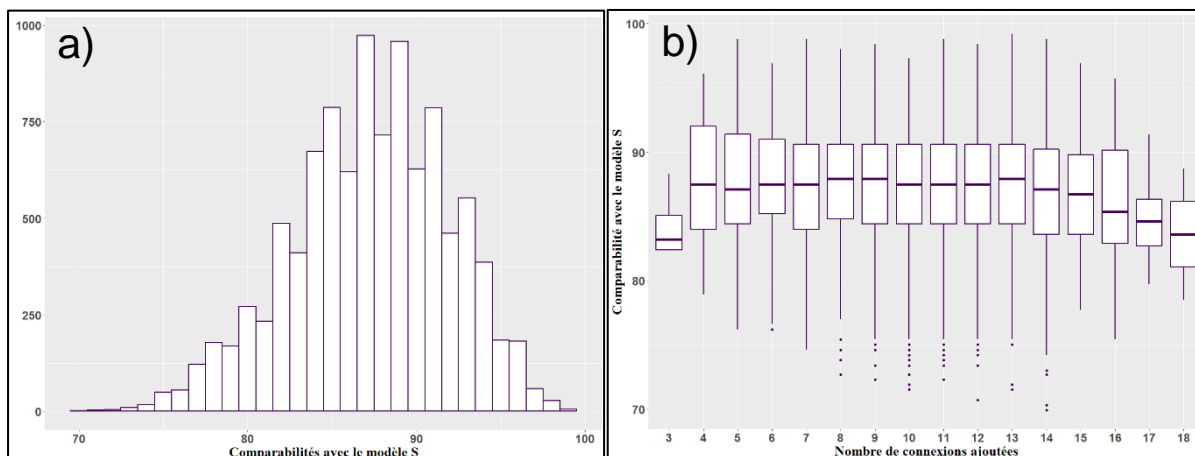 a)
1000
750
500
250
0
70 80 90 100
Comparabilités avec le modèle S
b)
100
90
80
70
Comparabilité avec le modèle S
3 4 5 6 7 8 9 10 11 12 13 14 15 16 17 18
Nombre de connexions ajoutées